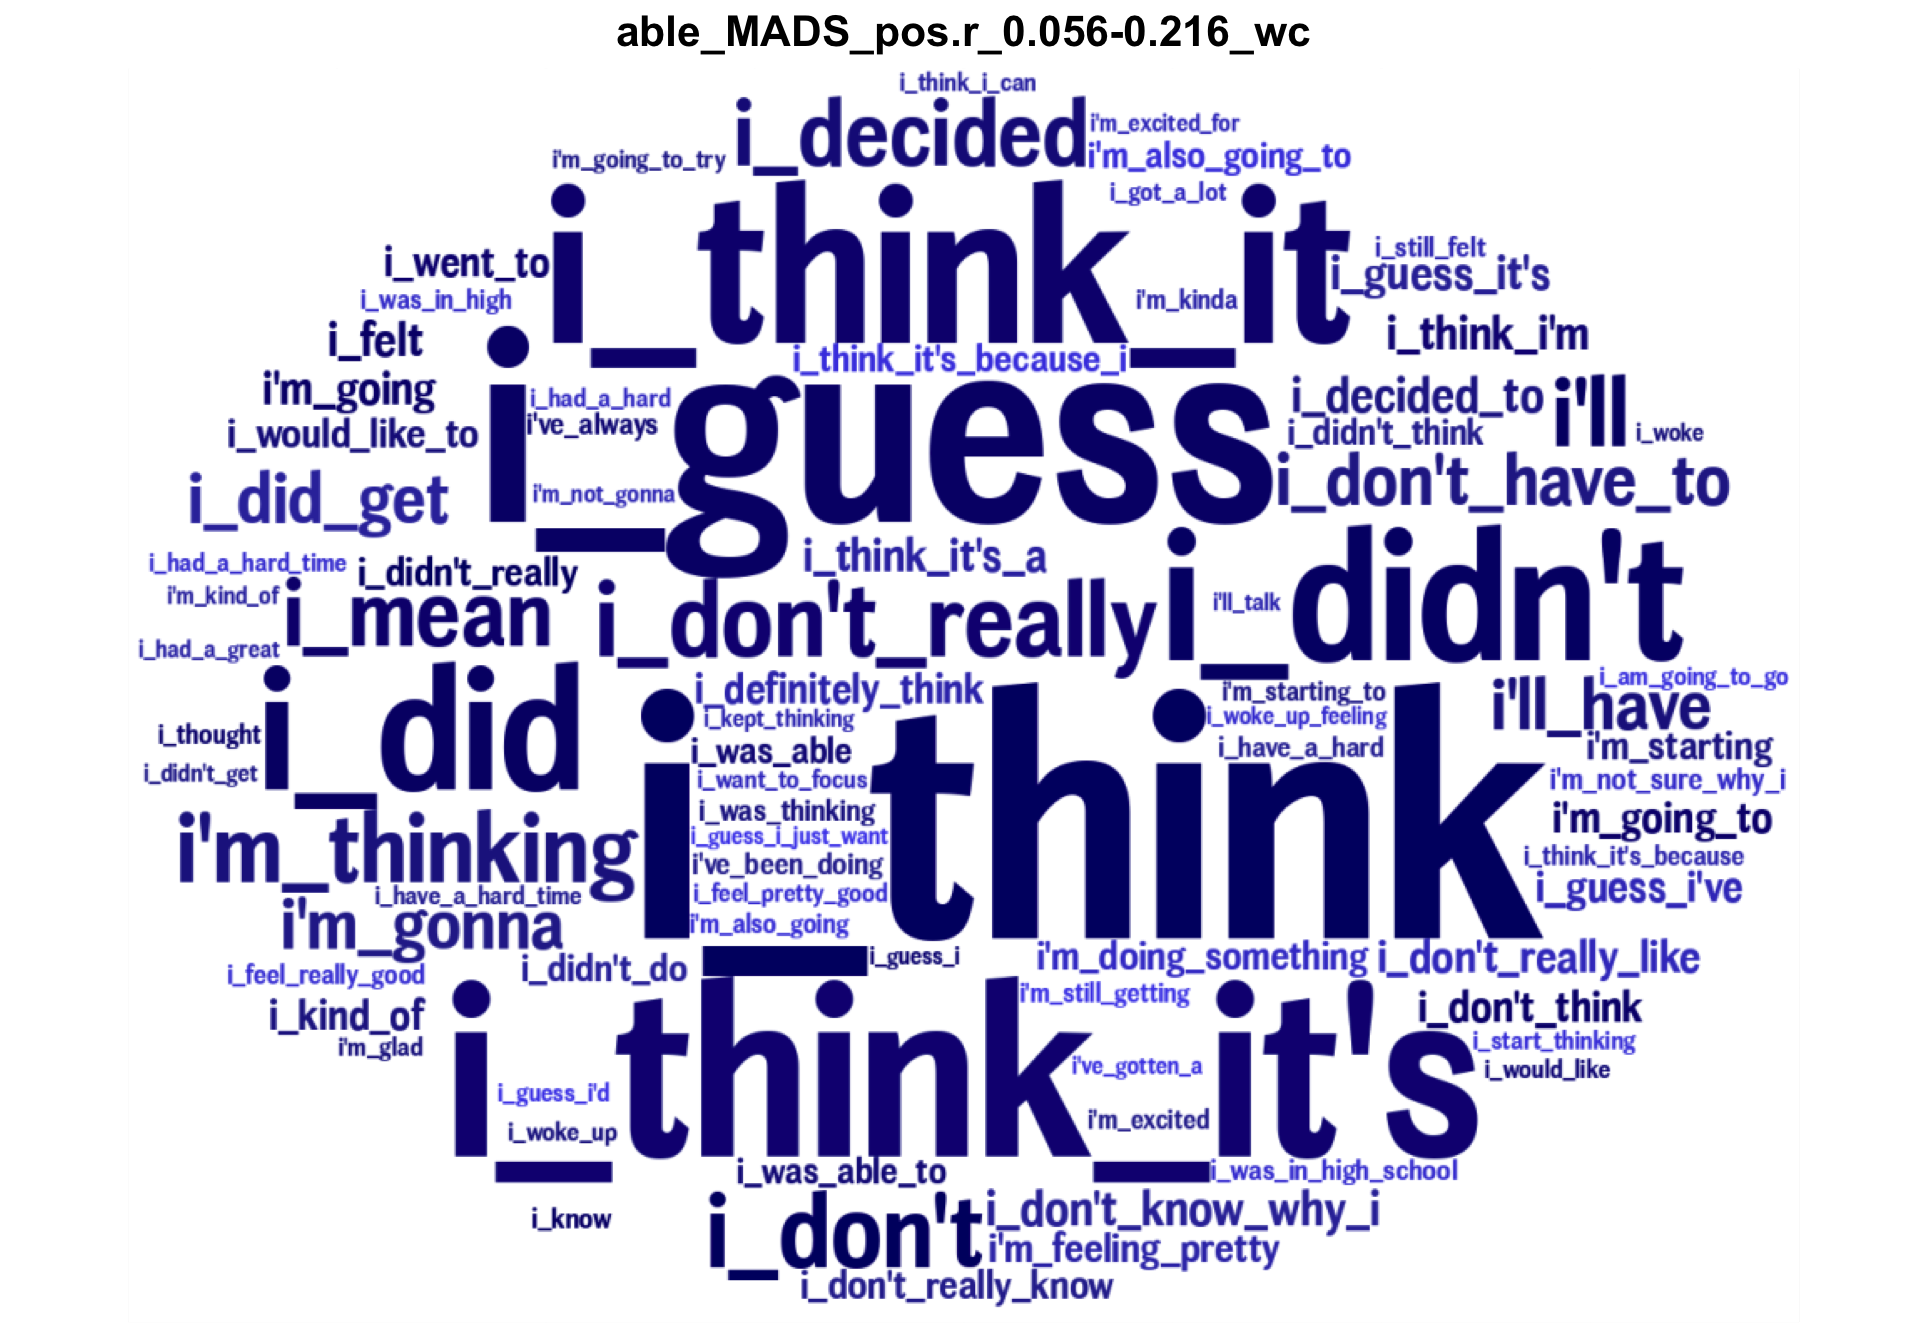 able_MADS_pos.r_0.056-0.216_wc
i_think_i_can
i_decided
i'm_excited_for
i'm_going_to_try
i'm_also_going_to
i_think_it
i_got_a_lot
i_went_to
i_still_felt
i_guess_it's
i_was_in_high
i'm_kinda
i_felt
i_think_i'm
i_think_it's_because_i
i'm_going
i_guess
i_had_a_hard
i've_always
i_decided_to
i'll
i_would_like_to
i_didn't_think
i_woke
i_did_get
i'm_not_gonna
i_don't_have_to
i_had_a_hard_time
i_didn't_really
i_think_it's_a
i_didn't
i'm_kind_of
i_mean
i_don't_really
i'll_talk
i_had_a_great
i_did
i_definitely_think
i'm_starting_to
i_am_going_to_go
i'll_have
i_thought
i_kept_thinking
i_woke_up_feeling
i_think
i_was_able
i_have_a_hard
i'm_starting
i_didn't_get
i_want_to_focus
i'm_not_sure_why_i
i_was_thinking
i'm_going_to
i_guess_i_just_want
i'm_thinking
i've_been_doing
i_think_it's_because
i_have_a_hard_time
i_feel_pretty_good
i_guess_i've
i'm_gonna
i'm_also_going
i_feel_really_good
i_didn't_do
i_guess_i
i'm_doing_something
i_don't_really_like
i_kind_of
i_think_it's
i'm_still_getting
i_don't_think
i'm_glad
i_start_thinking
i've_gotten_a
i_would_like
i_guess_i'd
i'm_excited
i_woke_up
i_was_able_to
i_was_in_high_school
i_know
i_don't
i_don't_know_why_i
i'm_feeling_pretty
i_don't_really_know